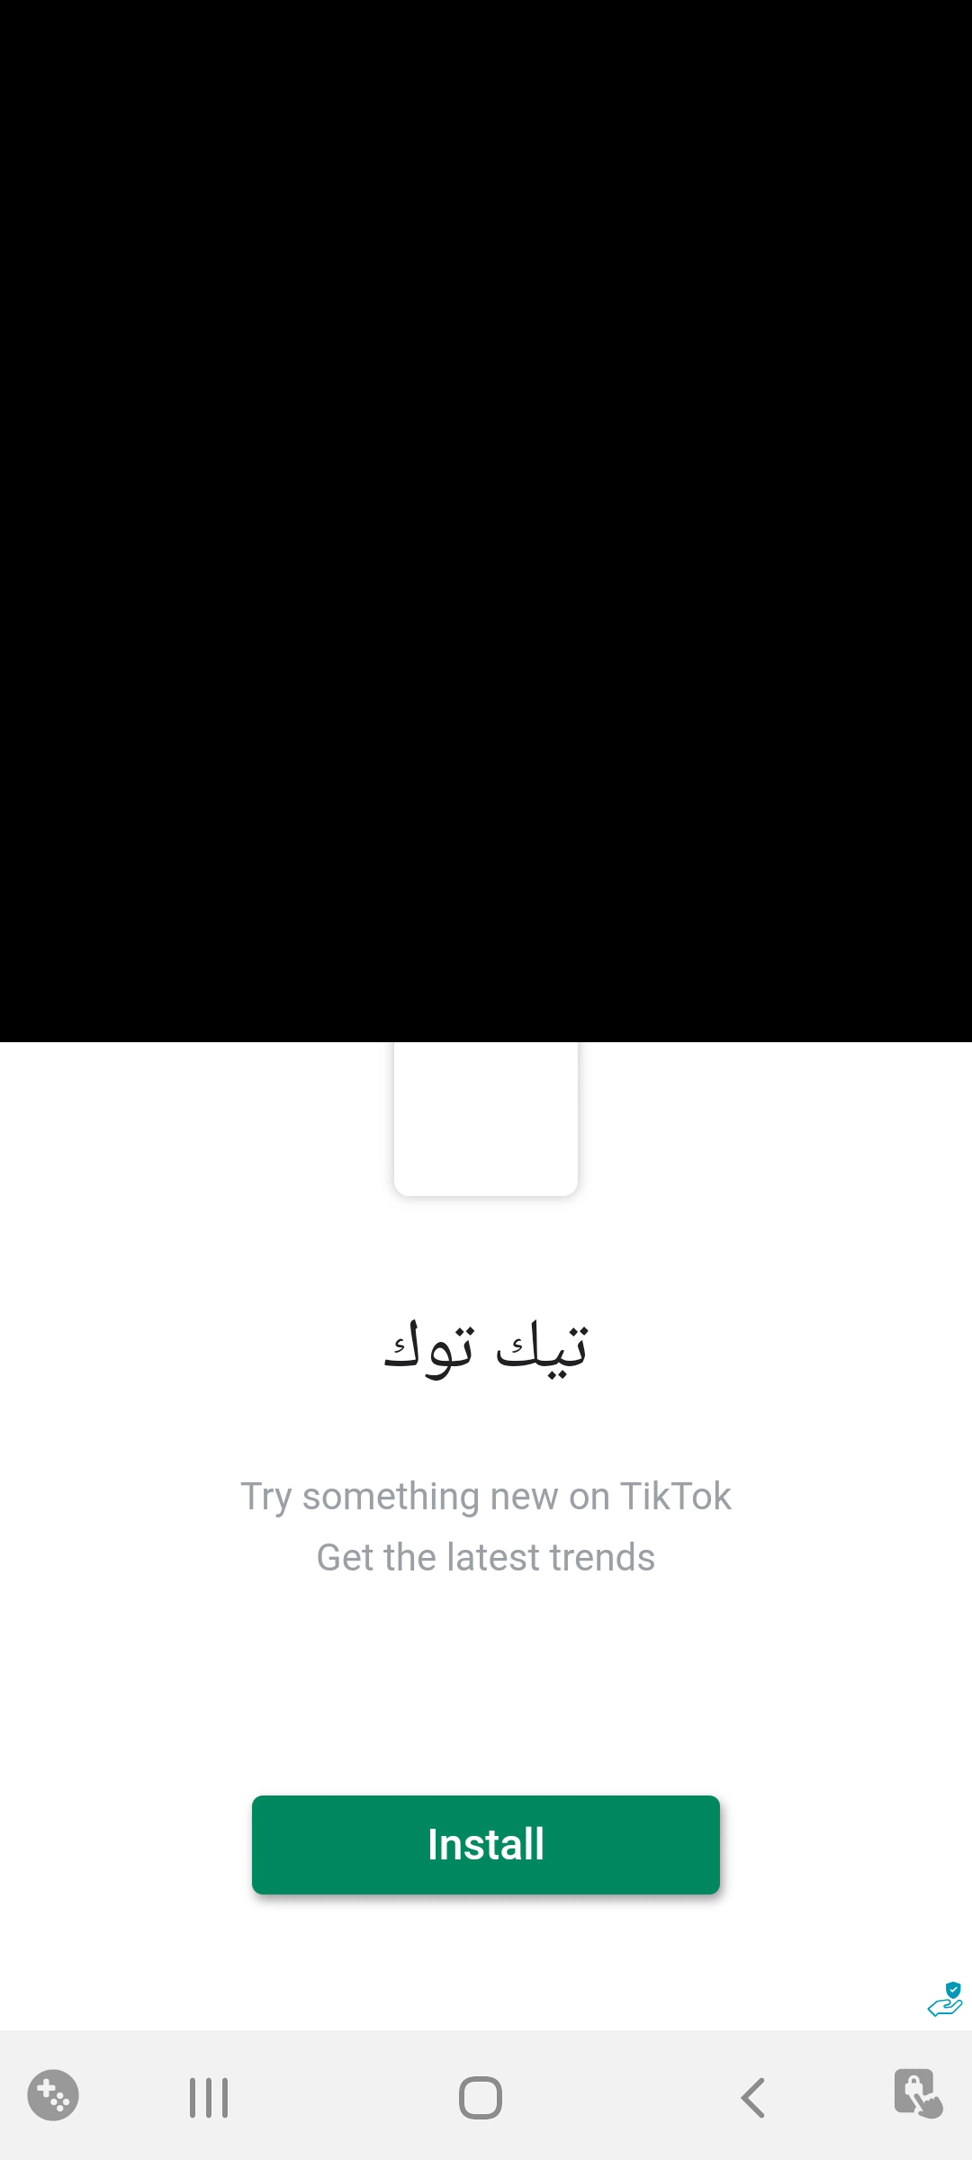 تيك توك
Try something new on TikTok
Get the latest trends
Install